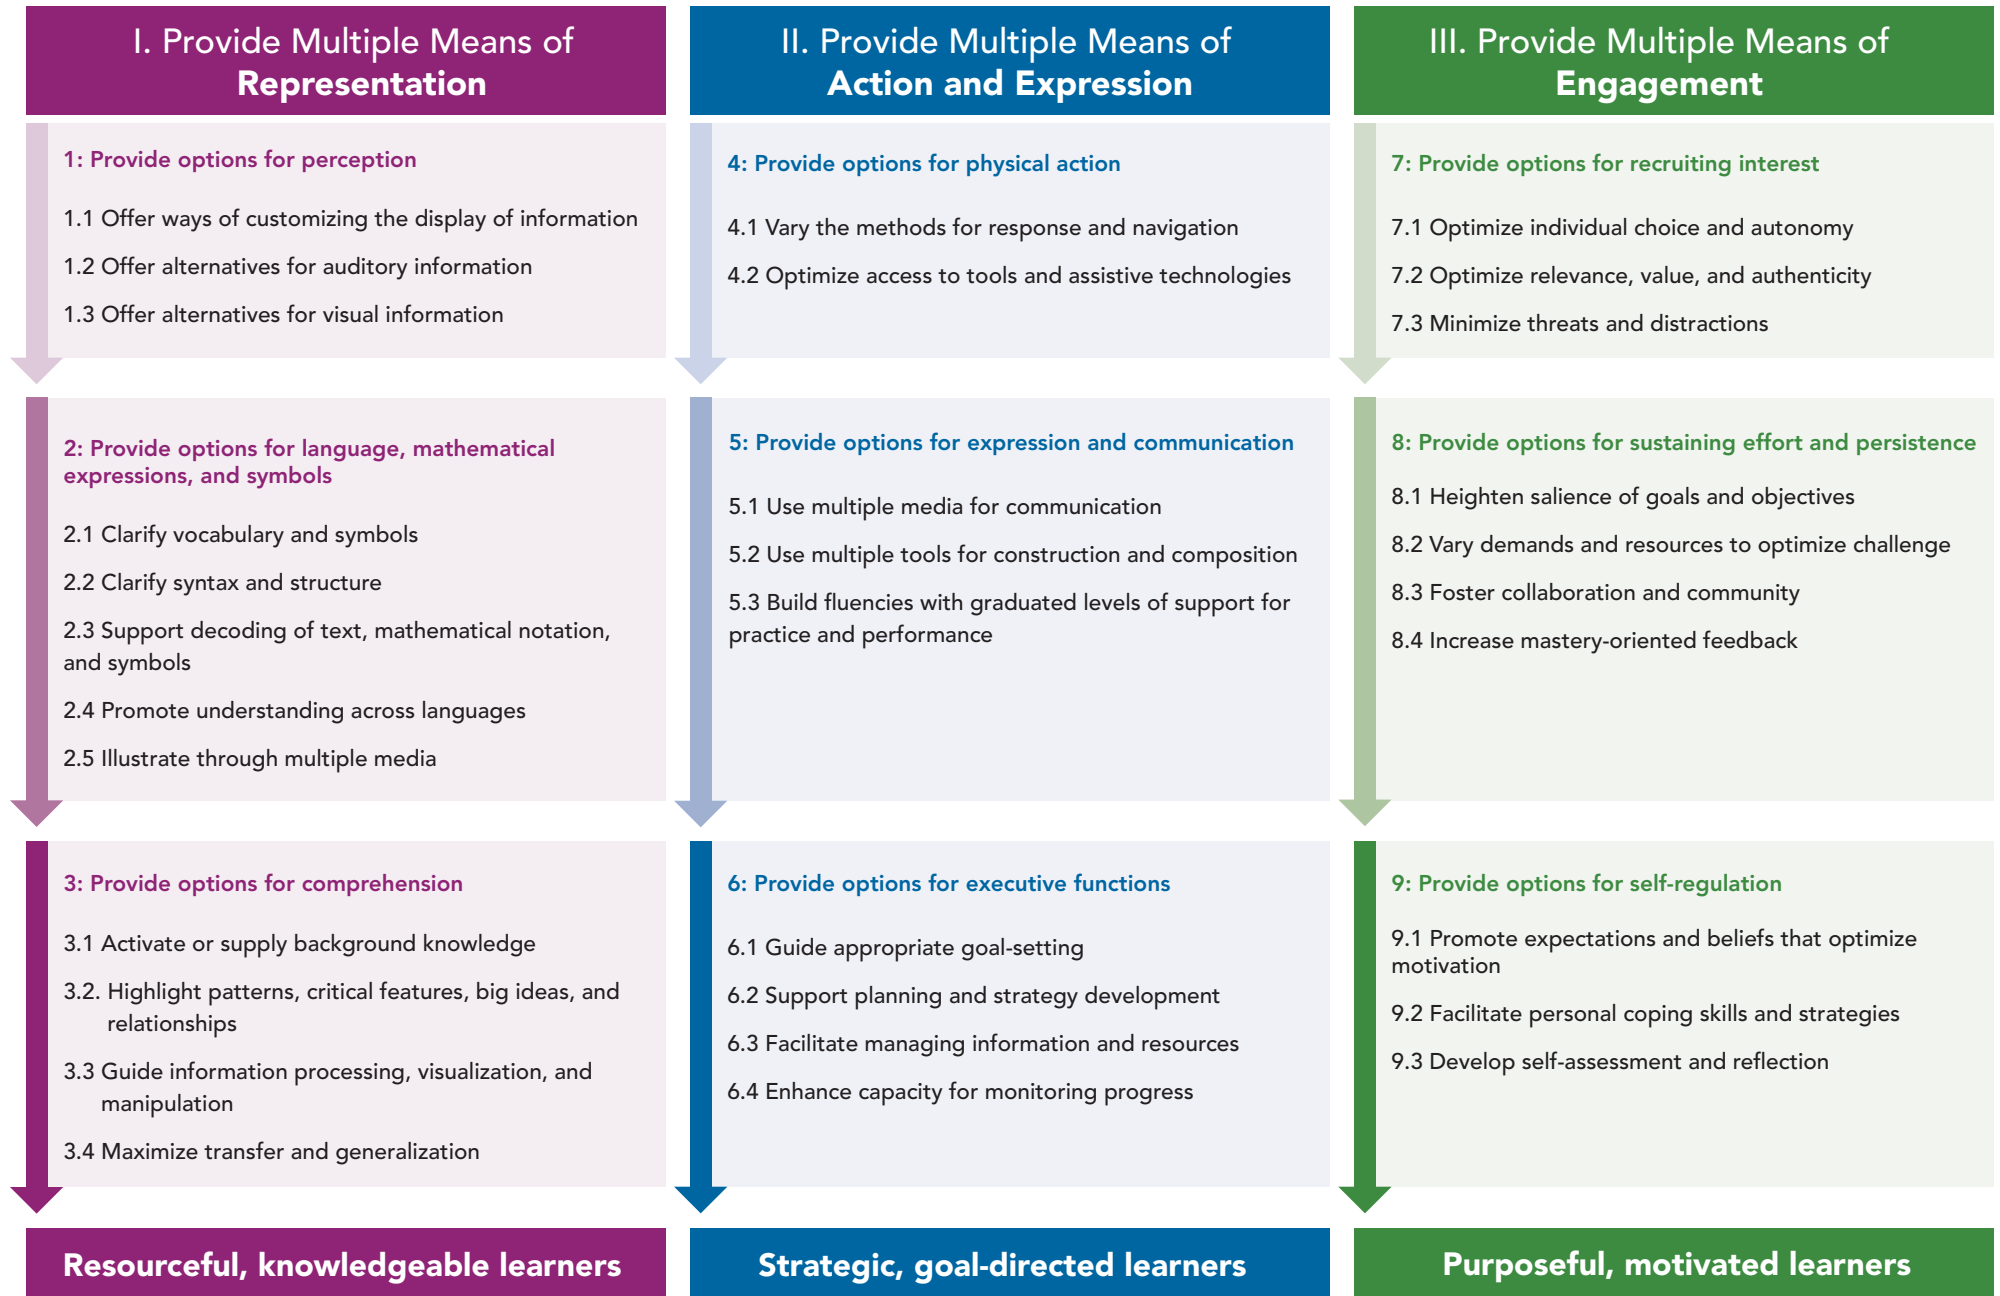 I. Provide Multiple Means of
Representation
1: Provide options for perception
1.1 Offer ways of customizing the display of information
1.2 Offer alternatives for auditory information
1.3 Offer alternatives for visual information
2: Provide options for language, mathematical
expressions, and symbols
2.1 Clarify vocabulary and symbols
2.2 Clarify syntax and structure
2.3 Support decoding of text, mathematical notation,
and symbols
2.4 Promote understanding across languages
2.5 Illustrate through multiple media
3: Provide options for comprehension
3.1 Activate or supply background knowledge
3.2. Highlight patterns, critical features, big ideas, and
relationships
3.3 Guide information processing, visualization, and
manipulation
3.4 Maximize transfer and generalization
Resourceful, knowledgeable learners
II. Provide Multiple Means of
Action and Expression
4: Provide options for physical action
4.1 Vary the methods for response and navigation
4.2 Optimize access to tools and assistive technologies
5: Provide options for expression and communication
5.1 Use multiple media for communication
5.2 Use multiple tools for construction and composition
5.3 Build fluencies with graduated levels of support for
practice and performance
6: Provide options for executive functions
6.1 Guide appropriate goal-setting
6.2 Support planning and strategy development
6.3 Facilitate managing information and resources
6.4 Enhance capacity for monitoring progress
Strategic, goal-directed learners
III. Provide Multiple Means of
Engagement
7: Provide options for recruiting interest
7.1 Optimize individual choice and autonomy
7.2 Optimize relevance, value, and authenticity
7.3 Minimize threats and distractions
8: Provide options for sustaining effort and persistence
8.1 Heighten salience of goals and objectives
8.2 Vary demands and resources to optimize challenge
8.3 Foster collaboration and community
8.4 Increase mastery-oriented feedback
9: Provide options for self-regulation
9.1 Promote expectations and beliefs that optimize
motivation
9.2 Facilitate personal coping skills and strategies
9.3 Develop self-assessment and reflection
Purposeful, motivated learners